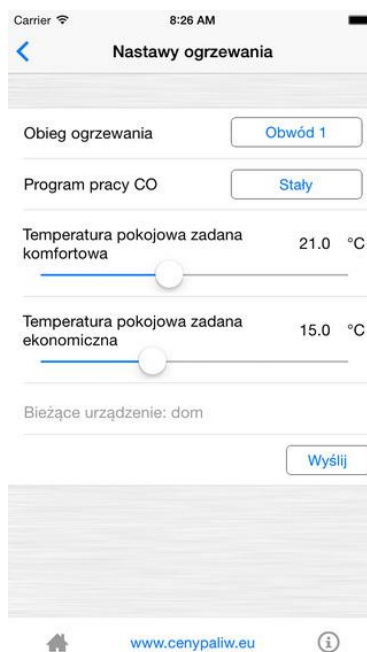 Carrier 8:26 AM
Nastawy ogrzewania
Obieg ogrzewania Obwód 1
Program pracy CO Stały
Temperatura pokojowa zadana
komfortowa 21.0 °C
Temperatura pokojowa zadana
ekonomiczna 15.0 °C
Bieżące urządzenie: dom
Wyślij
www.cenypaliw.eu